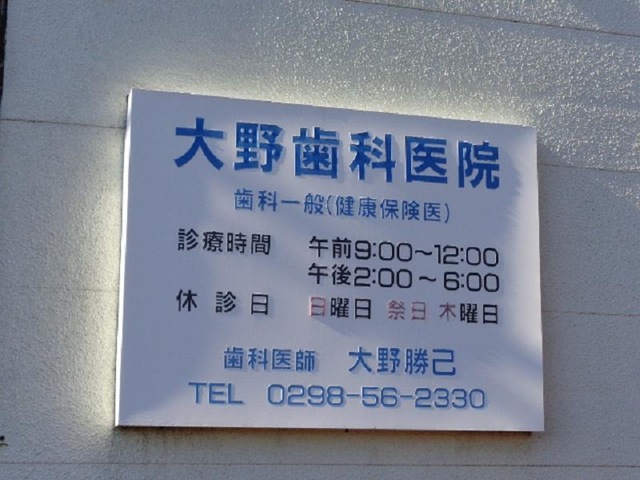 大野歯科医院
歯科一般(健康保険医)
診療時間 午前9:00〜12:00
午後2:00〜6:00
休診日 日曜日 祭日 木曜日
歯科医師 大野勝己
TEL 0298-56-2330